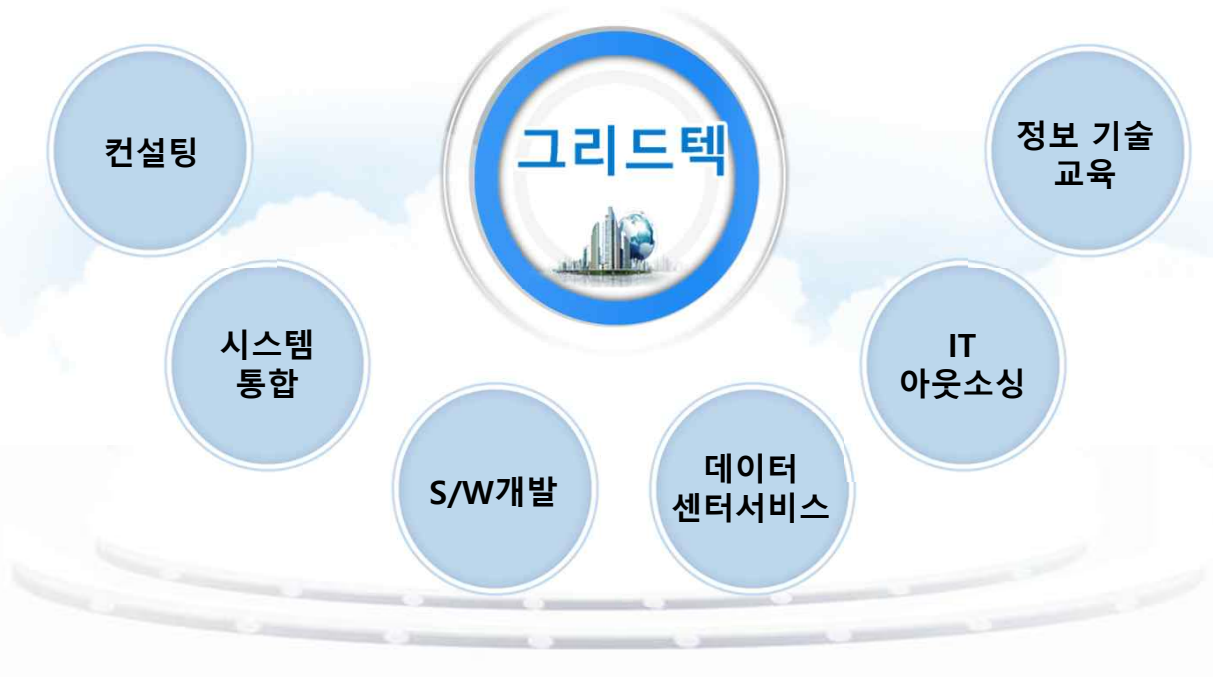 그리드텍
컨설팅
시스템
통합
S/W개발
데이터
센터서비스
IT
아웃소싱
정보 기술
교육